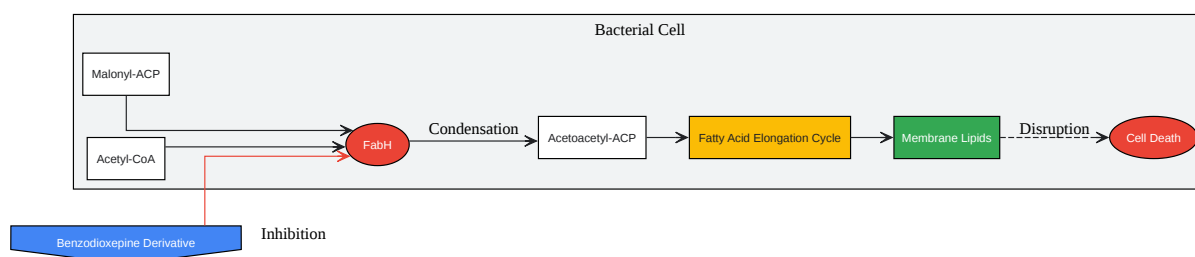 Bacterial Cell
Malonyl-ACP
Acetyl-CoA
FabH
Condensation
Acetoacetyl-ACP
Fatty Acid Elongation Cycle
Membrane Lipids
Disruption
Cell Death
Benzodioxepine Derivative
Inhibition